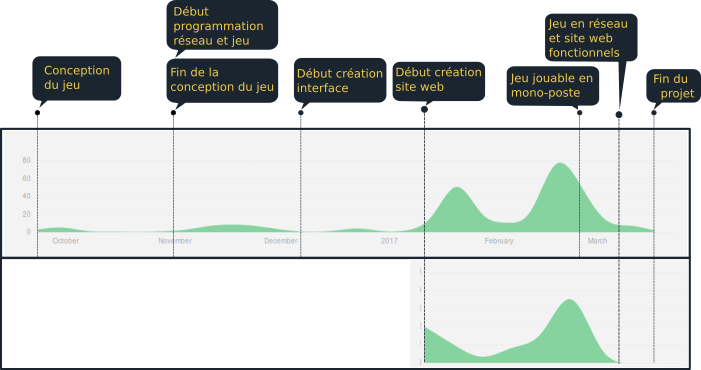 Début
programmation
réseau et jeu
Jeu en réseau
et site web
fonctionnels
Conception
du jeu
Fin de la
conception du jeu
Début création
interface
Début création
site web
Jeu jouable en
mono-poste
Fin du
projet
80
60
40
20
0
October
November
December
2017
February
March